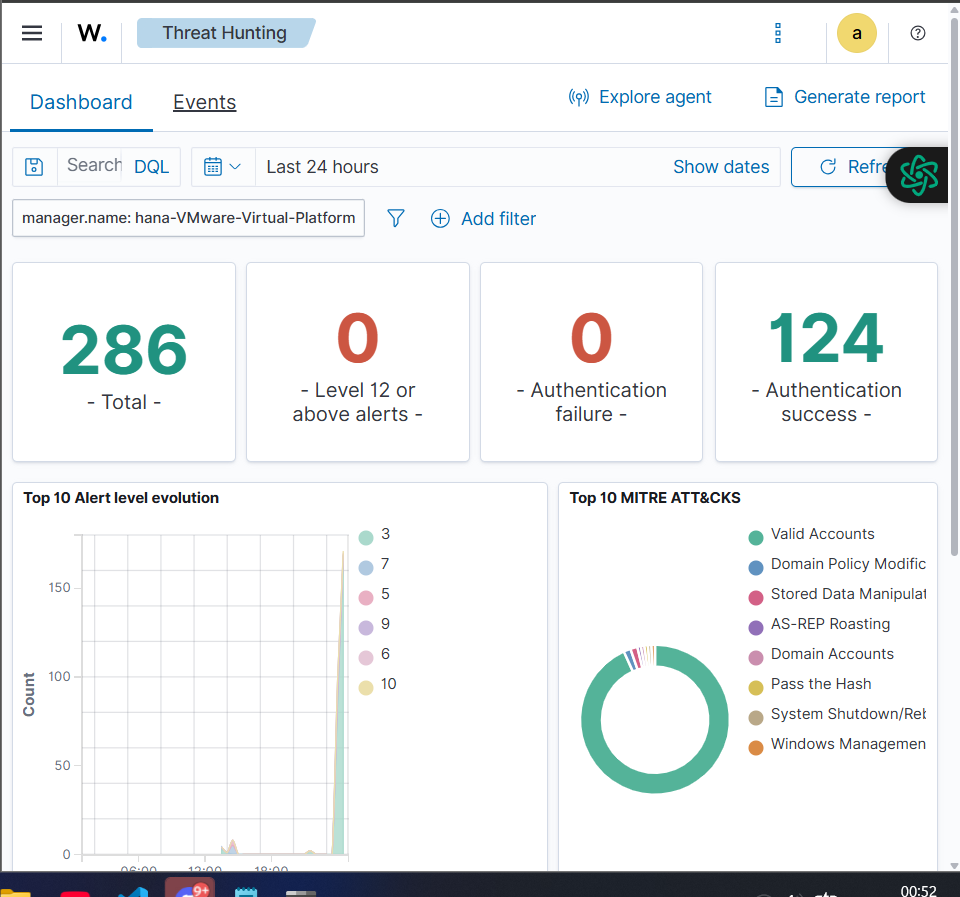 W.
Threat Hunting
a
Dashboard
Events
Explore agent
Generate report
Search
DQL
Last 24 hours
Show dates
Refre
manager.name: hana-VMware-Virtual-Platform
Add filter
286
- Total -
0
- Level 12 or
above alerts -
0
- Authentication
failure -
124
- Authentication
success -
Top 10 Alert level evolution
150
100
50
0
Count
06:00
12:00
18:00
3
7
5
9
6
10
Top 10 MITRE ATT&CKS
Valid Accounts
Domain Policy Modific
Stored Data Manipulat
AS-REP Roasting
Domain Accounts
Pass the Hash
System Shutdown/Reb
Windows Managemen
9+
00:52